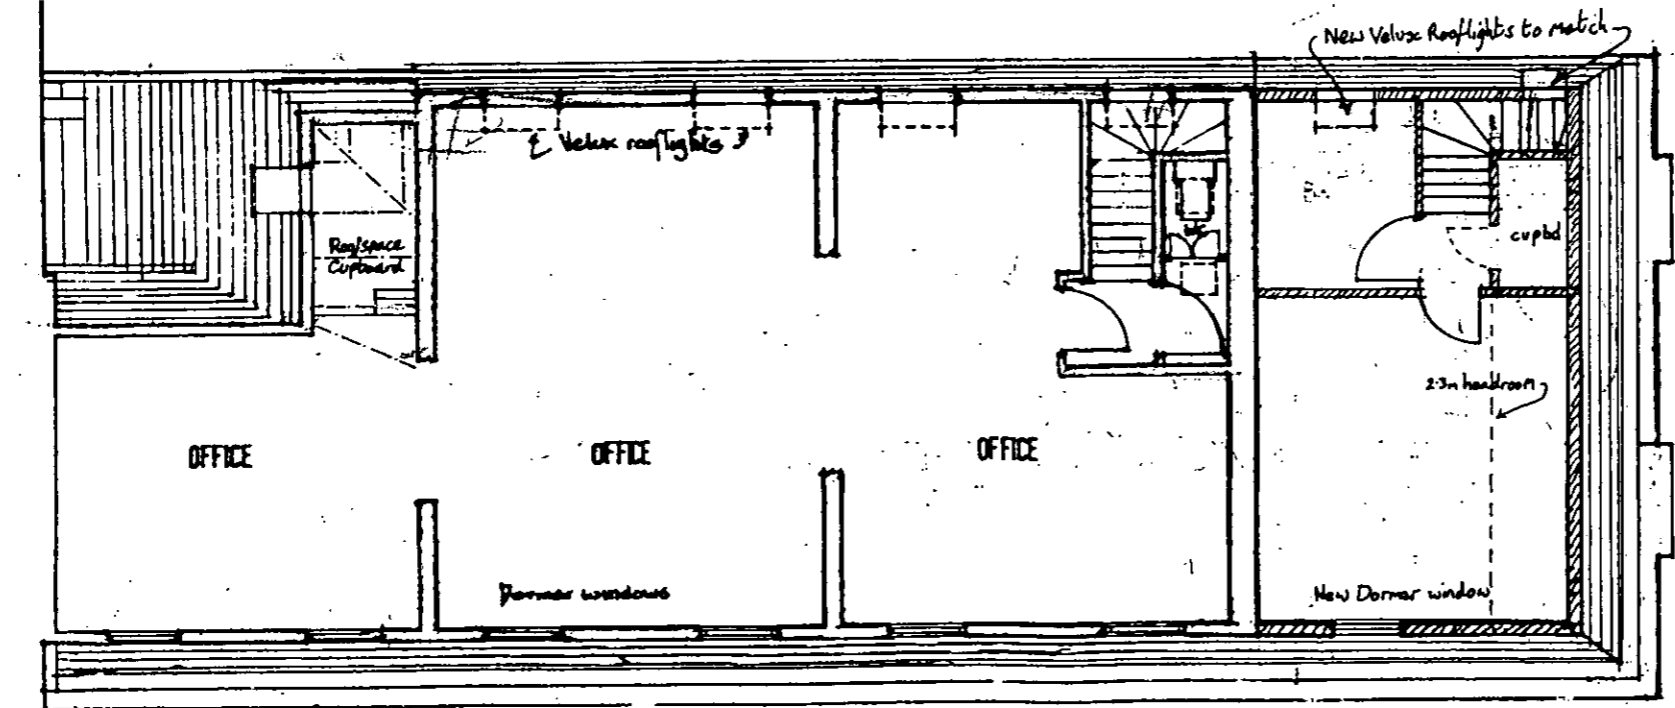 New Velux Rooflights to match
Velux rooflights
Roofspace
Cupboard
wc
cupbd
2.3m headroom
OFFICE
OFFICE
OFFICE
Dormer windows
New Dormer window